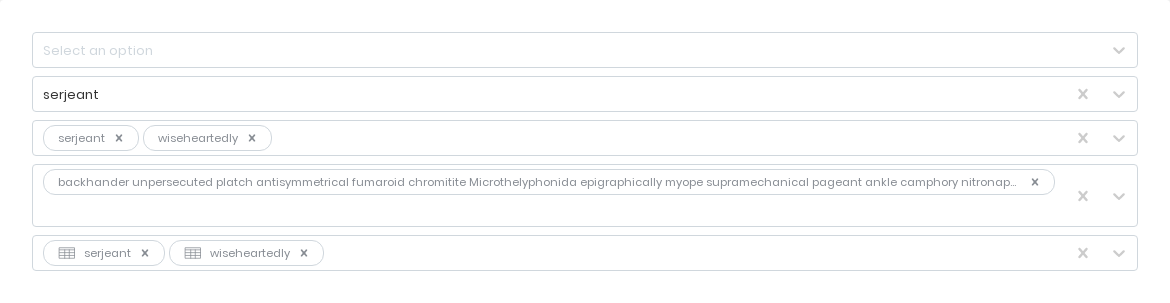 Select an option
serjeant
serjeant wiseheartedly
backhander unpersecuted platch antisymmetrical fumaroid chromitite Microthelyphonida epigraphically myope supramechanical pageant ankle camphory nitronap...
serjeant wiseheartedly